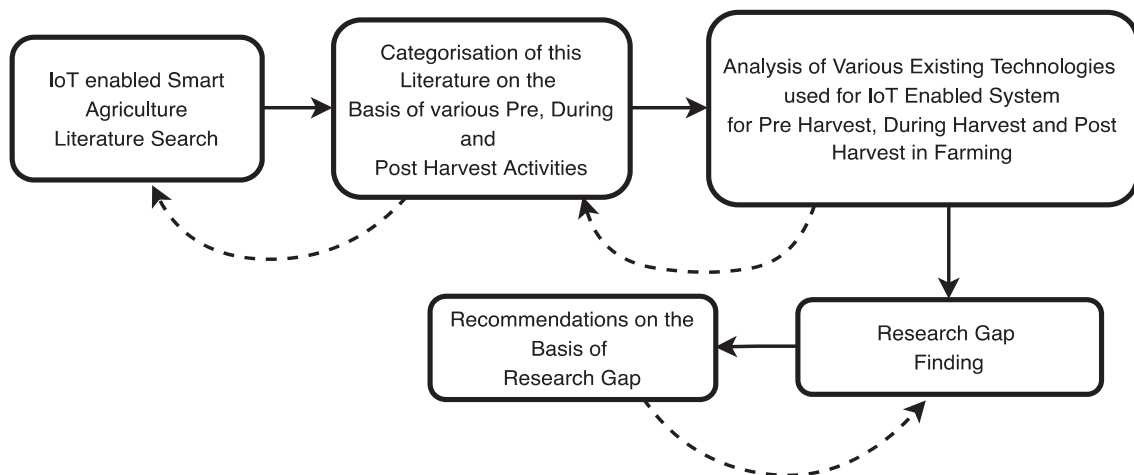 IoT enabled Smart
Agriculture
Literature Search
Categorisation of this
Literature on the
Basis of various Pre, During
and
Post Harvest Activities
Analysis of Various Existing Technologies
used for IoT Enabled System
for Pre Harvest, During Harvest and Post
Harvest in Farming
Research Gap
Finding
Recommendations on the
Basis of
Research Gap